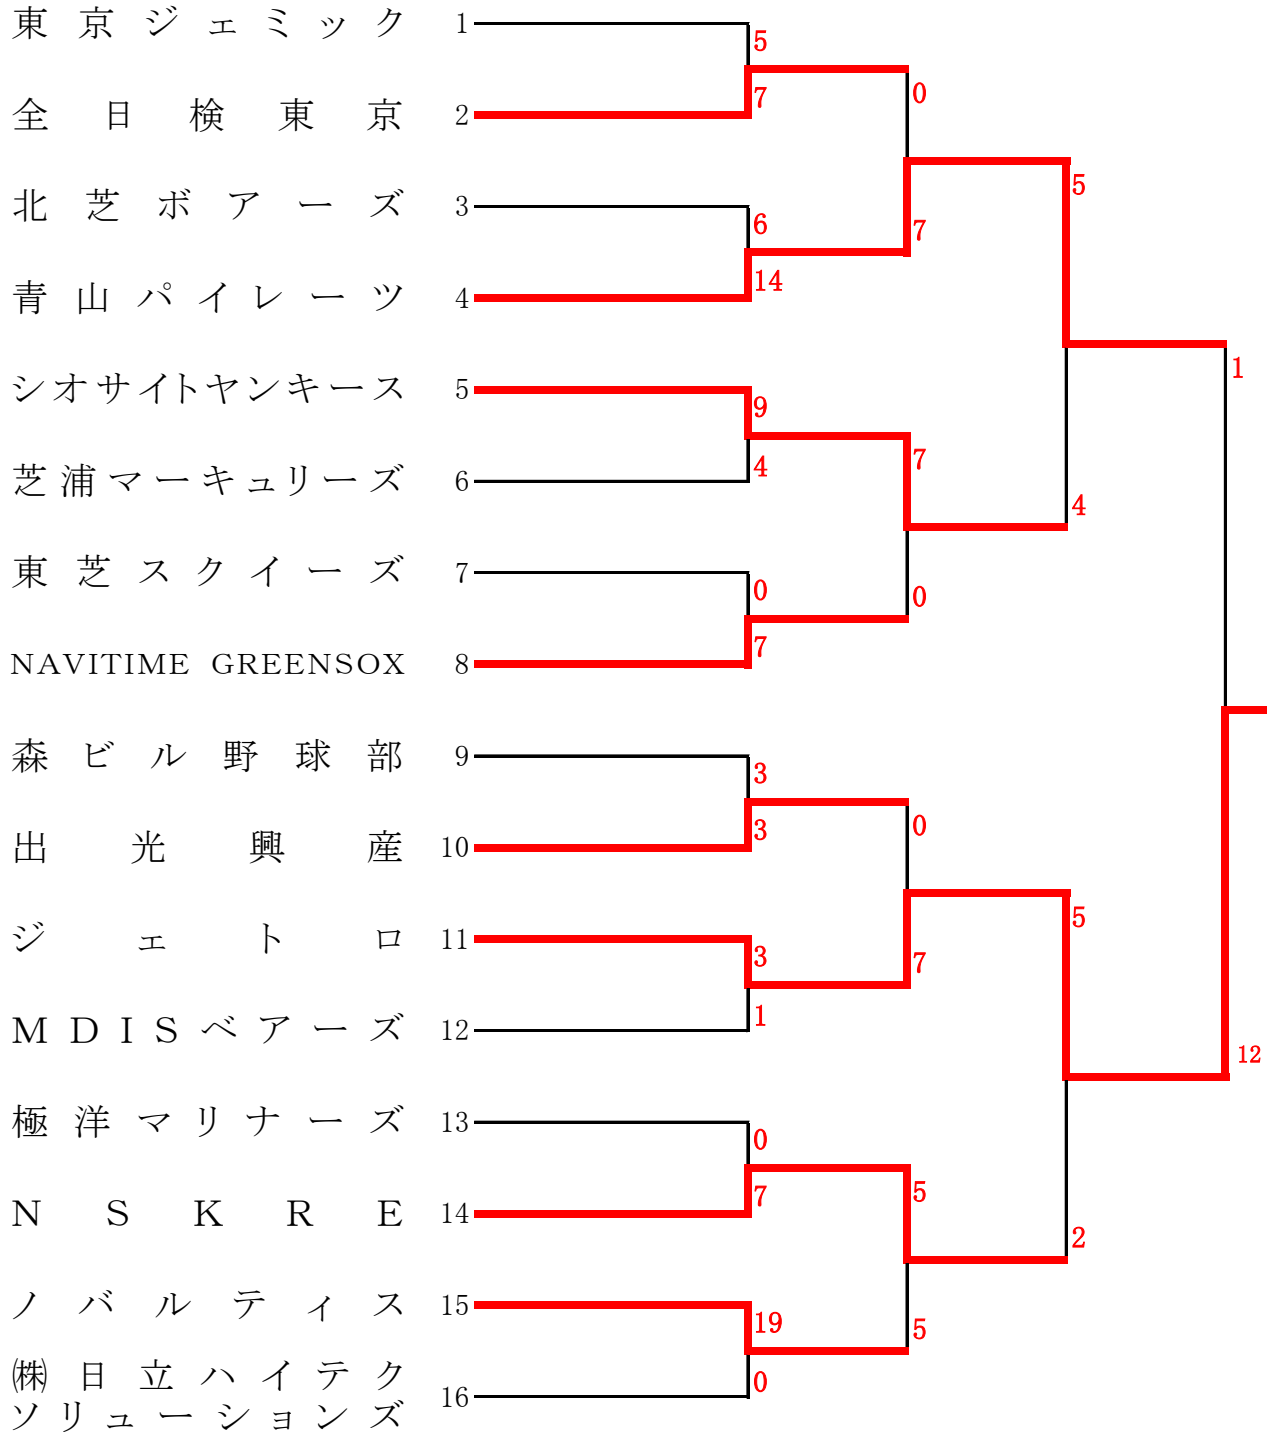 東京ジェミック 1
5
全日検東京 2
7
0
北芝ボアーズ 3
6
5
7
青山パイレーツ 4
14
シオサイトヤンキース 5
9
1
芝浦マーキュリーズ 6
4
7
4
東芝スクイーズ 7
0
0
NAVITIME GREENSOX 8
7
森ビル野球部 9
3
出光興産 10
3
0
ジェトロ 11
3
5
7
MDISベアーズ 12
1
12
極洋マリナーズ 13
0
NSKRE 14
7
5
2
ノバルティス 15
19
5
㈱日立ハイテク
ソリューションズ 16
0